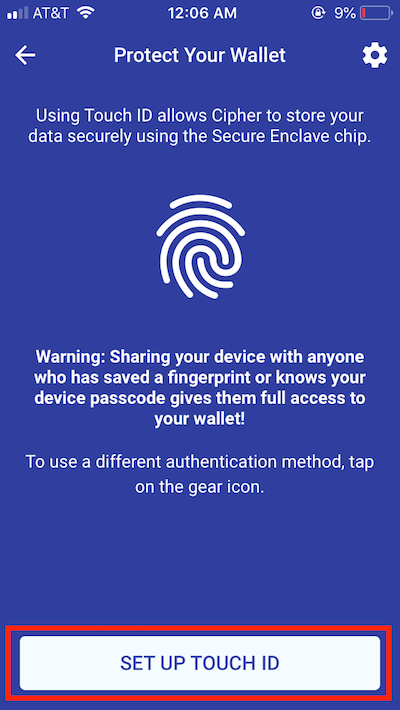 AT&T 12:06 AM 9%
Protect Your Wallet
Using Touch ID allows Cipher to store your
data securely using the Secure Enclave chip.
Warning: Sharing your device with anyone
who has saved a fingerprint or knows your
device passcode gives them full access to
your wallet!
To use a different authentication method, tap
on the gear icon.
SET UP TOUCH ID